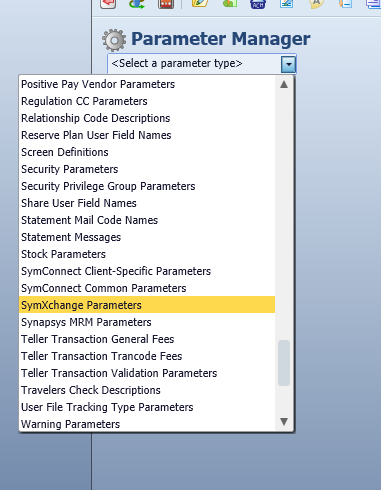 ACH
Parameter Manager
<Select a parameter type>
Positive Pay Vendor Parameters
Regulation CC Parameters
Relationship Code Descriptions
Reserve Plan User Field Names
Screen Definitions
Security Parameters
Security Privilege Group Parameters
Share User Field Names
Statement Mail Code Names
Statement Messages
Stock Parameters
SymConnect Client-Specific Parameters
SymConnect Common Parameters
SymXchange Parameters
Synapsys MRM Parameters
Teller Transaction General Fees
Teller Transaction Trancode Fees
Teller Transaction Validation Parameters
Travelers Check Descriptions
User File Tracking Type Parameters
Warning Parameters